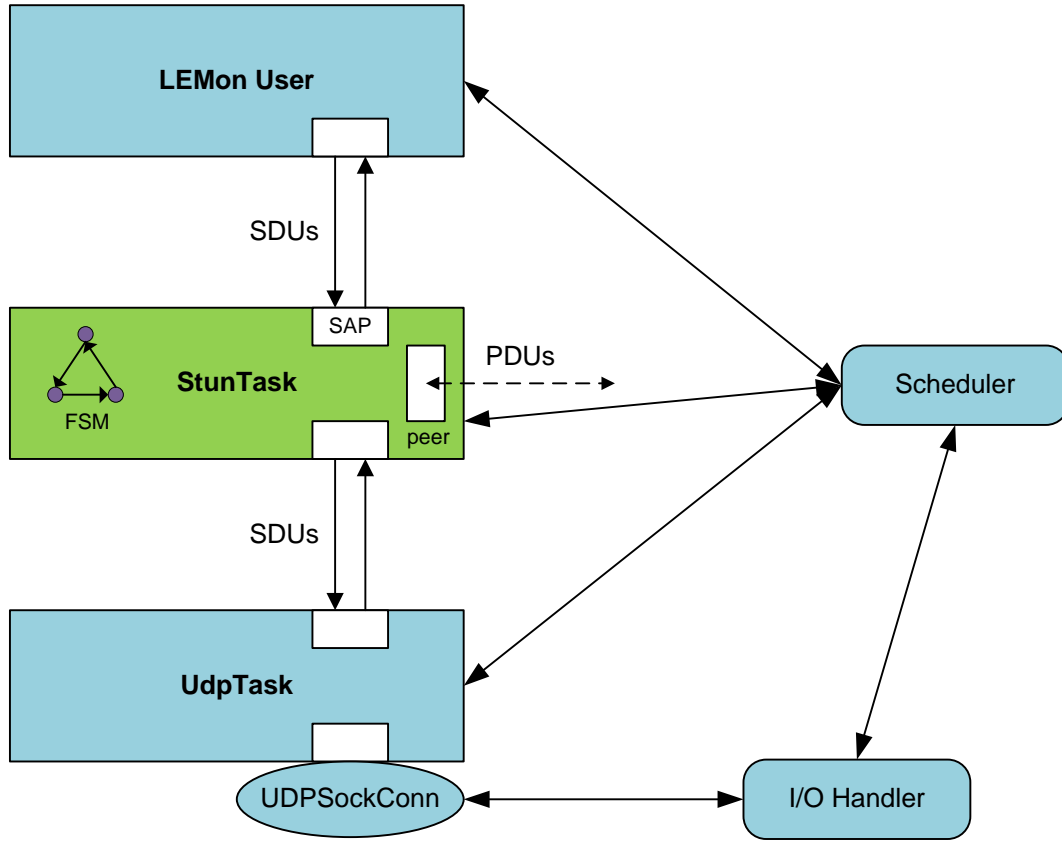 LEMon User
SDUs
SAP
PDUs
StunTask
Scheduler
FSM
peer
SDUs
UdpTask
UDPSockConn
I/O Handler